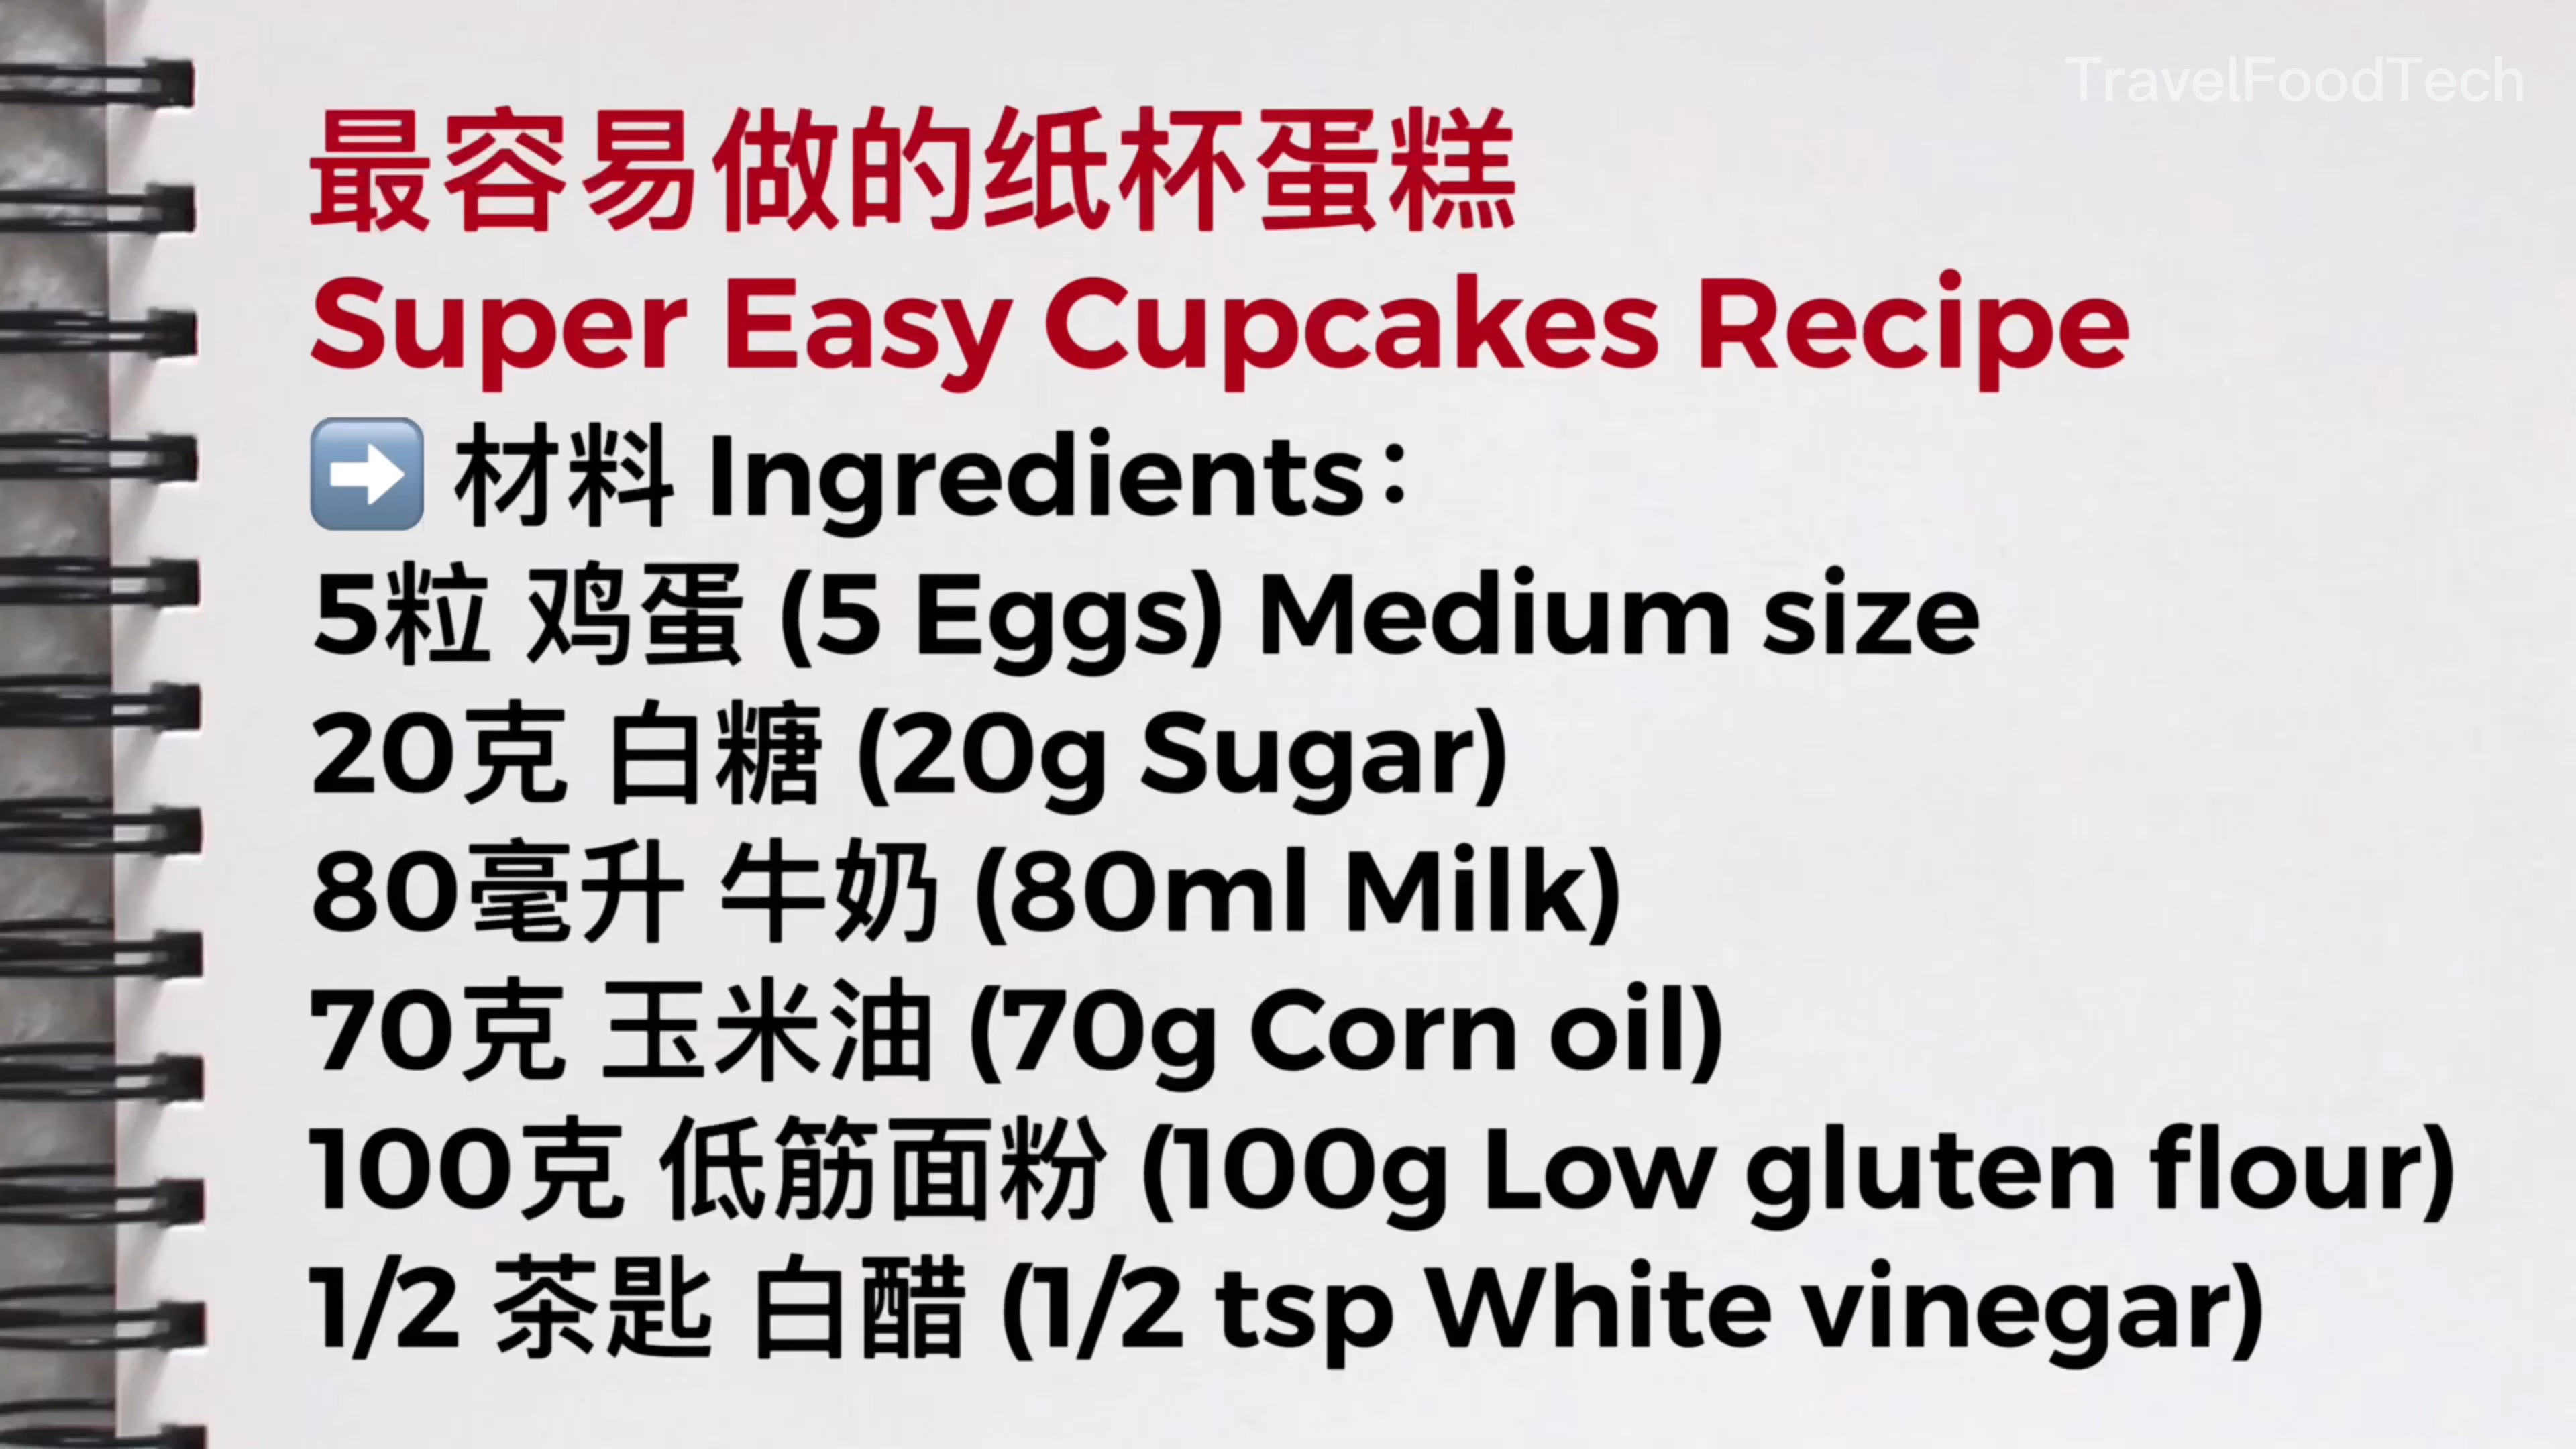 TravelFoodTech
最容易做的纸杯蛋糕
Super Easy Cupcakes Recipe
➡️ 材料 Ingredients：
5粒 鸡蛋 (5 Eggs) Medium size
20克 白糖 (20g Sugar)
80毫升 牛奶 (80ml Milk)
70克 玉米油 (70g Corn oil)
100克 低筋面粉 (100g Low gluten flour)
1/2 茶匙 白醋 (1/2 tsp White vinegar)